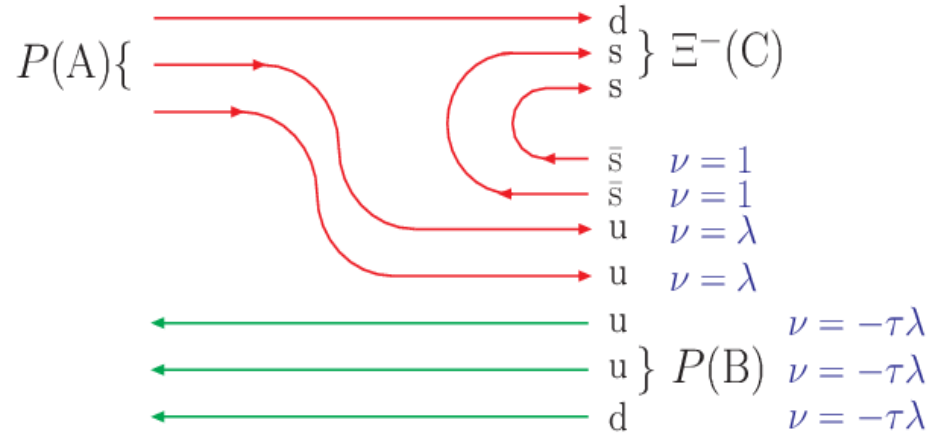 d
P(A){ s } Ξ⁻(C)
s
s̄ ν = 1
s̄ ν = 1
u ν = λ
u ν = λ
u ν = −τλ
u } P(B) ν = −τλ
d ν = −τλ